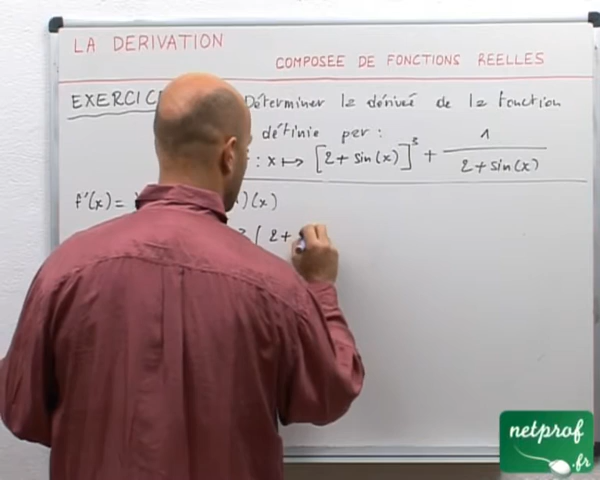 LA DERIVATION
COMPOSEE DE FONCTIONS REELLES
EXERCIC Déterminer la dérivée de la fonction
définie par :
: x ↦ [2 + sin(x)]³ + 1 / 2 + sin(x)
f'(x) = )(x)
( 2 +
netprof
.fr